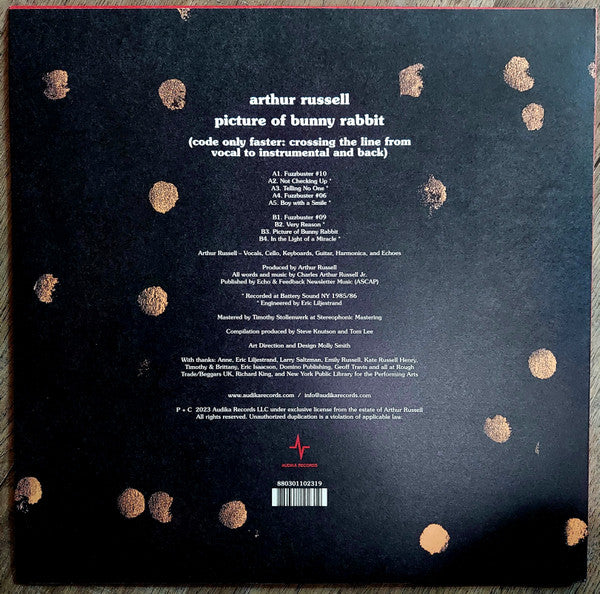 arthur russell
picture of bunny rabbit
(code only faster: crossing the line from
vocal to instrumental and back)
A1. Fuzzbuster #10
A2. Not Checking Up *
A3. Telling No One *
A4. Fuzzbuster #06
A5. Boy with a Smile *
B1. Fuzzbuster #09
B2. Very Reason *
B3. Picture of Bunny Rabbit
B4. In the Light of a Miracle *
Arthur Russell – Vocals, Cello, Keyboards, Guitar, Harmonica, and Echoes
Produced by Arthur Russell
All words and music by Charles Arthur Russell Jr.
Published by Echo & Feedback Newsletter Music (ASCAP)
* Recorded at Battery Sound NY 1985/86
* Engineered by Eric Liljestrand
Mastered by Timothy Stollenwerk at Stereophonic Mastering
Compilation produced by Steve Knutson and Tom Lee
Art Direction and Design Molly Smith
With thanks: Anne, Eric Liljestrand, Larry Saltzman, Emily Russell, Kate Russell Henry,
Timothy & Brittany, Eric Isaacson, Domino Publishing, Geoff Travis and all at Rough
Trade/Beggars UK, Richard King, and New York Public Library for the Performing Arts
www.audikarecords.com / info@audikarecords.com
P + C 2023 Audika Records LLC under exclusive license from the estate of Arthur Russell
All rights reserved. Unauthorized duplication is a violation of applicable law.
AUDIKA RECORDS
880301102319